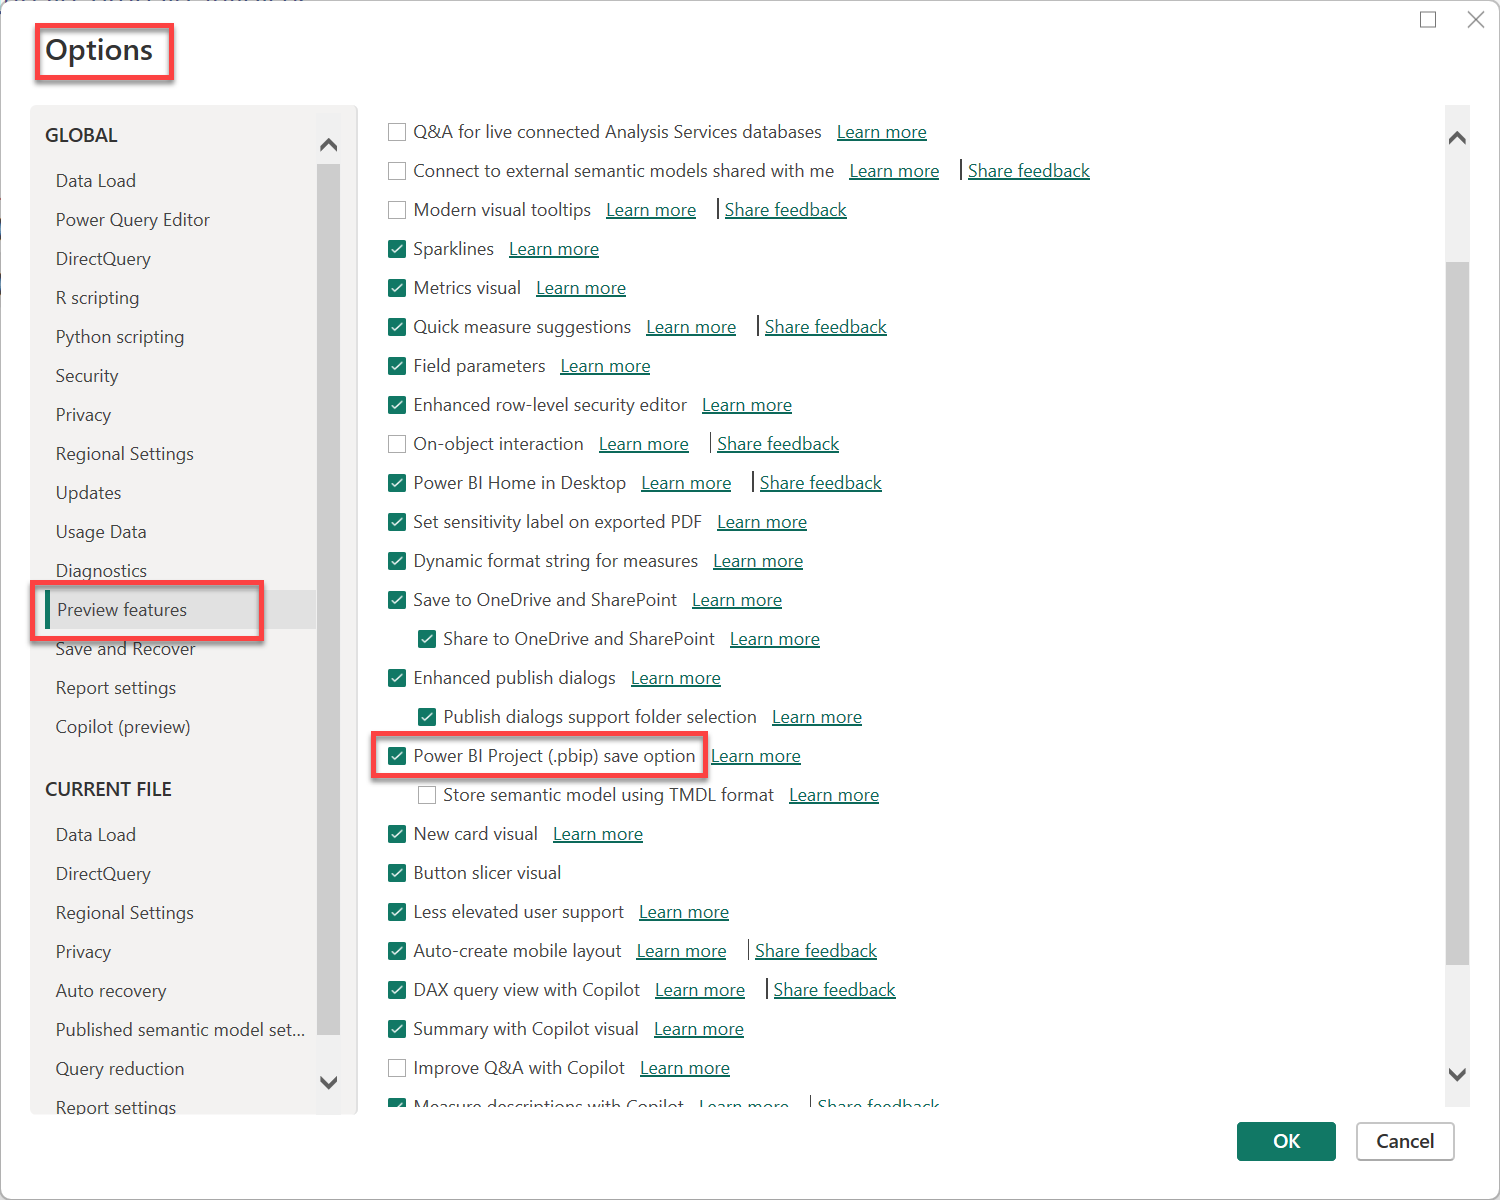 Options
GLOBAL
Data Load
Power Query Editor
DirectQuery
R scripting
Python scripting
Security
Privacy
Regional Settings
Updates
Usage Data
Diagnostics
Preview features
Save and Recover
Report settings
Copilot (preview)
CURRENT FILE
Data Load
DirectQuery
Regional Settings
Privacy
Auto recovery
Published semantic model set...
Query reduction
Report settings
Q&A for live connected Analysis Services databases Learn more
Connect to external semantic models shared with me Learn more | Share feedback
Modern visual tooltips Learn more | Share feedback
Sparklines Learn more
Metrics visual Learn more
Quick measure suggestions Learn more | Share feedback
Field parameters Learn more
Enhanced row-level security editor Learn more
On-object interaction Learn more | Share feedback
Power BI Home in Desktop Learn more | Share feedback
Set sensitivity label on exported PDF Learn more
Dynamic format string for measures Learn more
Save to OneDrive and SharePoint Learn more
Share to OneDrive and SharePoint Learn more
Enhanced publish dialogs Learn more
Publish dialogs support folder selection Learn more
Power BI Project (.pbip) save option Learn more
Store semantic model using TMDL format Learn more
New card visual Learn more
Button slicer visual
Less elevated user support Learn more
Auto-create mobile layout Learn more | Share feedback
DAX query view with Copilot Learn more | Share feedback
Summary with Copilot visual Learn more
Improve Q&A with Copilot Learn more
Measure descriptions with Copilot Learn more | Share feedback
OK Cancel